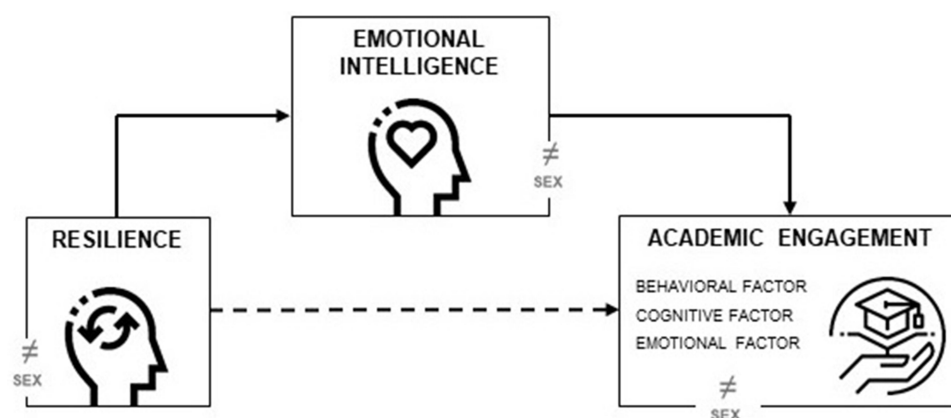 EMOTIONAL
INTELLIGENCE
≠
SEX
RESILIENCE
≠
SEX
ACADEMIC ENGAGEMENT
BEHAVIORAL FACTOR
COGNITIVE FACTOR
EMOTIONAL FACTOR
≠
SEX